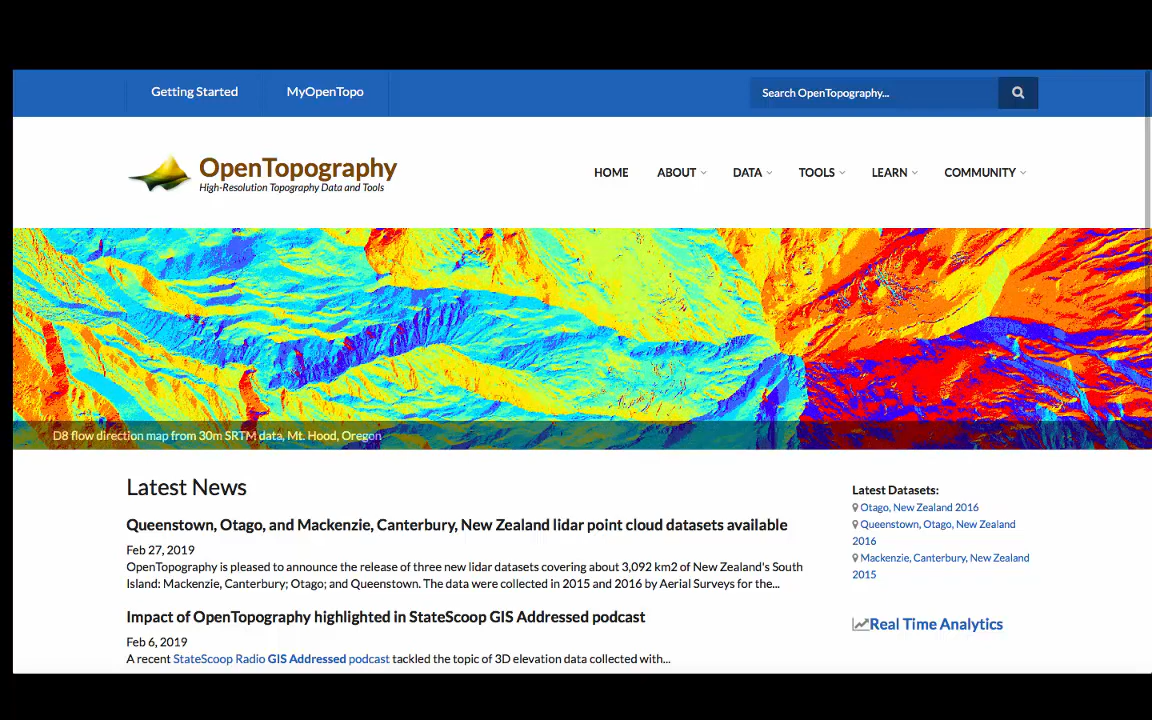 Getting Started
MyOpenTopo
Search OpenTopography...
OpenTopography
High-Resolution Topography Data and Tools
HOME
ABOUT
DATA
TOOLS
LEARN
COMMUNITY
D8 flow direction map from 30m SRTM data, Mt. Hood, Oregon
Latest News
Queenstown, Otago, and Mackenzie, Canterbury, New Zealand lidar point cloud datasets available
Feb 27, 2019
OpenTopography is pleased to announce the release of three new lidar datasets covering about 3,092 km2 of New Zealand's South
Island: Mackenzie, Canterbury; Otago; and Queenstown. The data were collected in 2015 and 2016 by Aerial Surveys for the...
Impact of OpenTopography highlighted in StateScoop GIS Addressed podcast
Feb 6, 2019
A recent StateScoop Radio GIS Addressed podcast tackled the topic of 3D elevation data collected with...
Latest Datasets:
Otago, New Zealand 2016
Queenstown, Otago, New Zealand
2016
Mackenzie, Canterbury, New Zealand
2015
Real Time Analytics